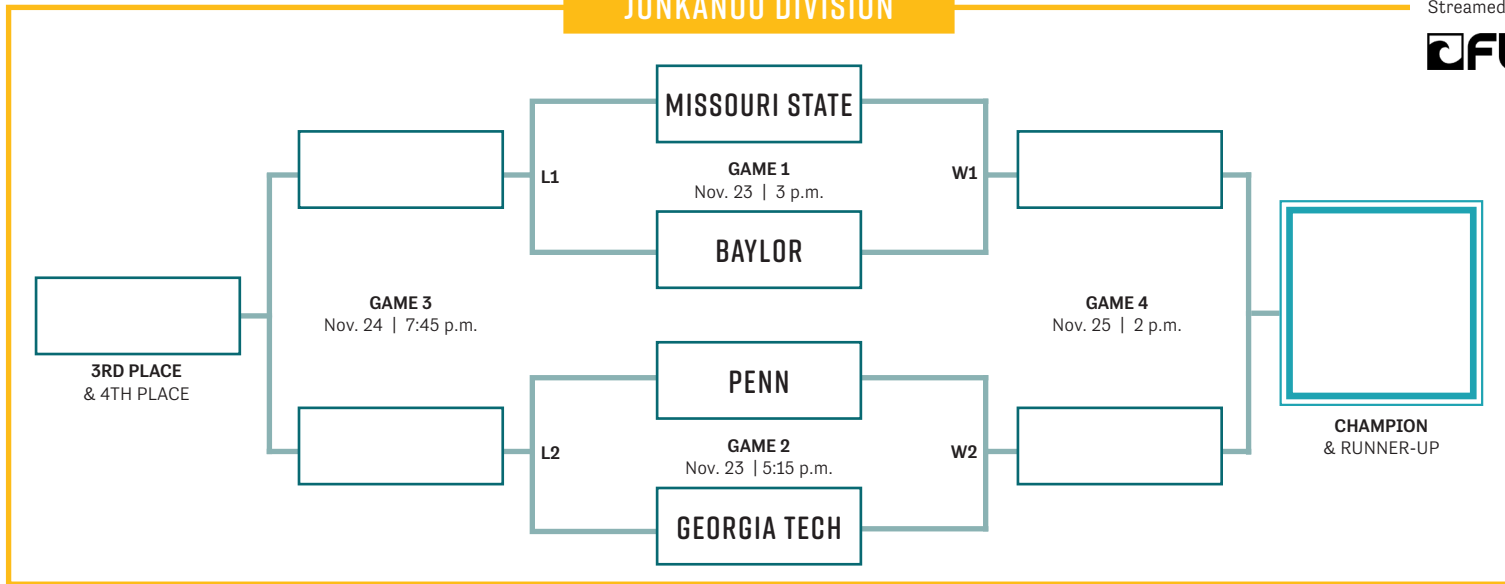 JUNKANOO DIVISION
Streamed
MISSOURI STATE
L1
GAME 1
Nov. 23 | 3 p.m.
W1
BAYLOR
GAME 3
Nov. 24 | 7:45 p.m.
GAME 4
Nov. 25 | 2 p.m.
3RD PLACE
& 4TH PLACE
PENN
L2
GAME 2
Nov. 23 | 5:15 p.m.
W2
CHAMPION
& RUNNER-UP
GEORGIA TECH